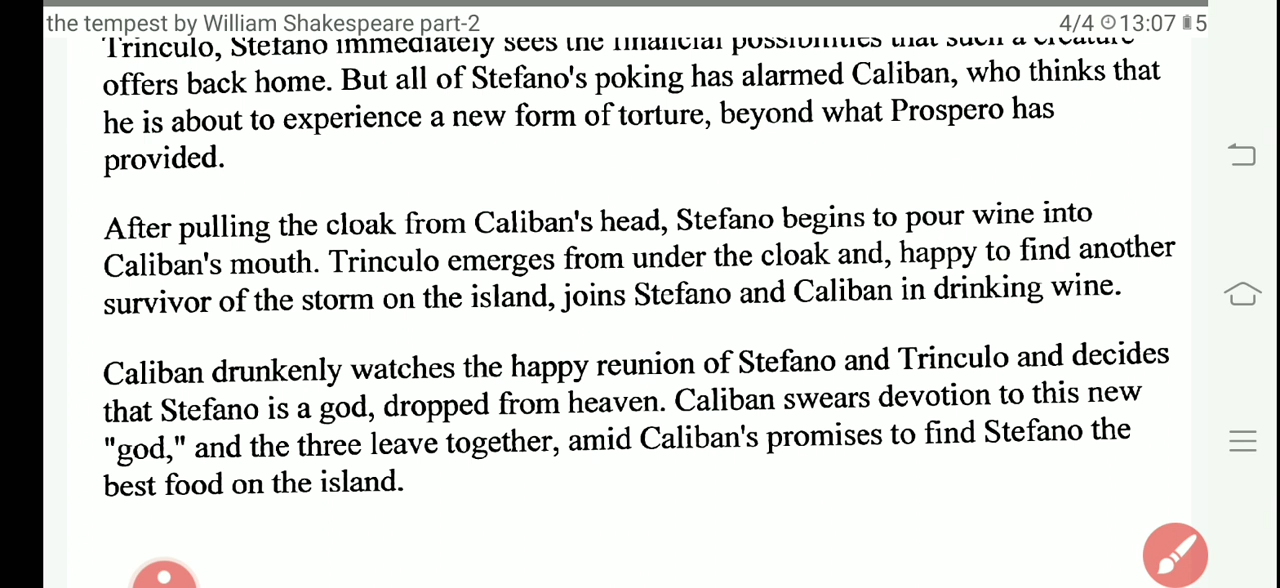 the tempest by William Shakespeare part-2
4/4 13:07 5
Trinculo, Stefano immediately sees the financial possibilities that such a creature
offers back home. But all of Stefano's poking has alarmed Caliban, who thinks that
he is about to experience a new form of torture, beyond what Prospero has
provided.
After pulling the cloak from Caliban's head, Stefano begins to pour wine into
Caliban's mouth. Trinculo emerges from under the cloak and, happy to find another
survivor of the storm on the island, joins Stefano and Caliban in drinking wine.
Caliban drunkenly watches the happy reunion of Stefano and Trinculo and decides
that Stefano is a god, dropped from heaven. Caliban swears devotion to this new
"god," and the three leave together, amid Caliban's promises to find Stefano the
best food on the island.